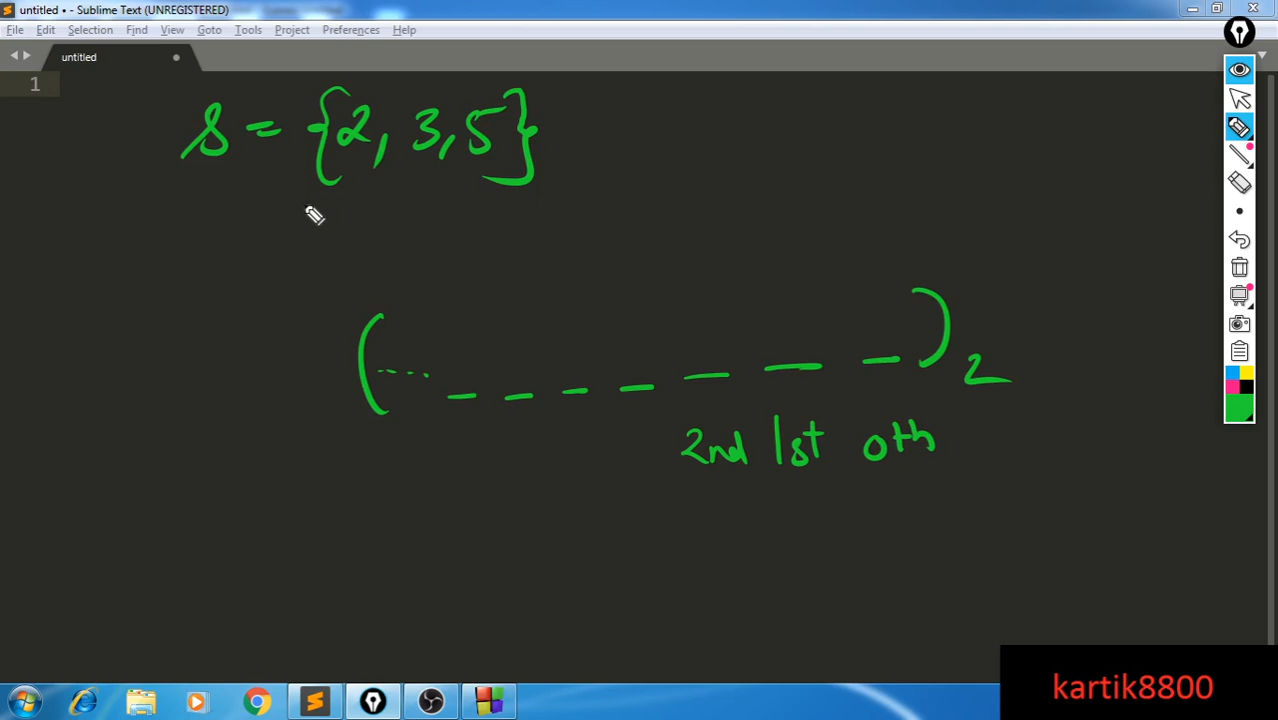 untitled • - Sublime Text (UNREGISTERED)
File Edit Selection Find View Goto Tools Project Preferences Help
untitled
1
S = {2, 3, 5}
(... _ _ _ _ _ _ _)2
2nd 1st 0th
kartik8800